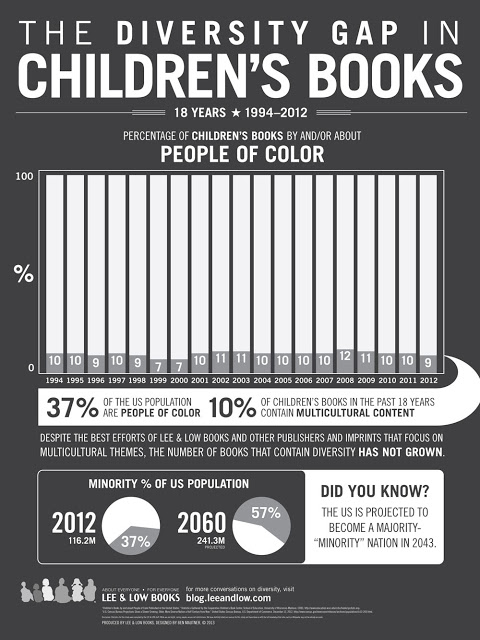 THE DIVERSITY GAP IN
CHILDREN'S BOOKS
18 YEARS ★ 1994–2012
PERCENTAGE OF CHILDREN'S BOOKS BY AND/OR ABOUT
PEOPLE OF COLOR
100
%
0
10 10 9 10 9 7 7 10 11 11 10 10 10 10 12 11 10 10 9
1994 1995 1996 1997 1998 1999 2000 2001 2002 2003 2004 2005 2006 2007 2008 2009 2010 2011 2012
37% OF THE US POPULATION
ARE PEOPLE OF COLOR
10% OF CHILDREN'S BOOKS IN THE PAST 18 YEARS
CONTAIN MULTICULTURAL CONTENT
DESPITE THE BEST EFFORTS OF LEE & LOW BOOKS AND OTHER PUBLISHERS AND IMPRINTS THAT FOCUS ON
MULTICULTURAL THEMES, THE NUMBER OF BOOKS THAT CONTAIN DIVERSITY HAS NOT GROWN.
MINORITY % OF US POPULATION
2012
116.2M
37%
2060
241.3M
PROJECTED
57%
DID YOU KNOW?
THE US IS PROJECTED TO
BECOME A MAJORITY-
"MINORITY" NATION IN 2043.
ABOUT EVERYONE • FOR EVERYONE
LEE & LOW BOOKS
for more conversations on diversity, visit
blog.leeandlow.com
PRODUCED BY LEE & LOW BOOKS. DESIGNED BY BEN MAUTNER. © 2013